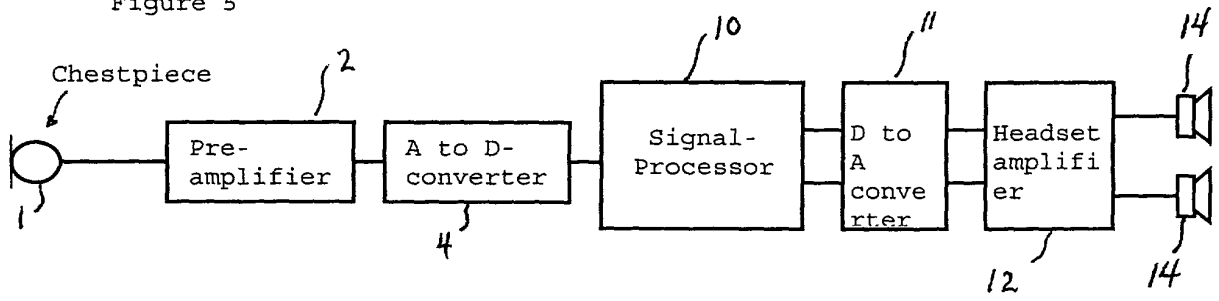 Figure 5
10
11
14
2
Chestpiece
Pre-
amplifier
A to D-
converter
Signal-
Processor
D to
A
conve
rter
Headset
amplifi
er
1
4
12
14